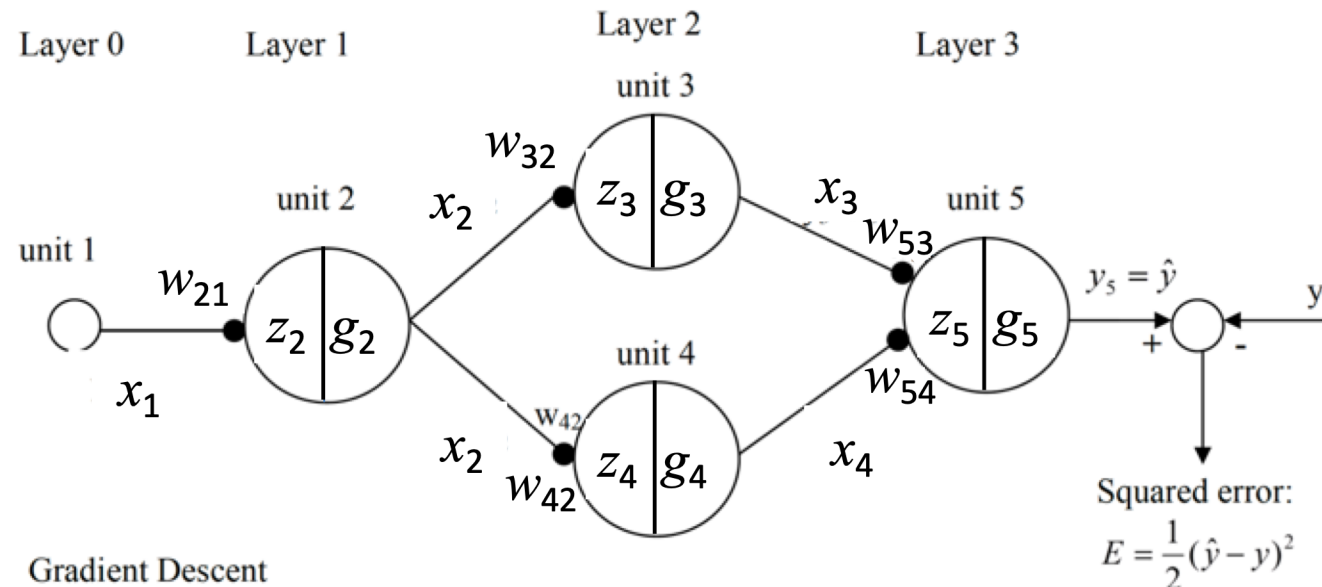 Layer 0
Layer 1
Layer 2
Layer 3
unit 3
w₃₂
z₃ g₃
x₃
unit 2
x₂
unit 5
unit 1
w₅₃
w₂₁
y₅ = ŷ
y
z₂ g₂
z₅ g₅
+
-
unit 4
x₁
w₅₄
w₄₂
x₂
z₄ g₄
x₄
w₄₂
Squared error:
E = 1/2 (ŷ − y)²
Gradient Descent